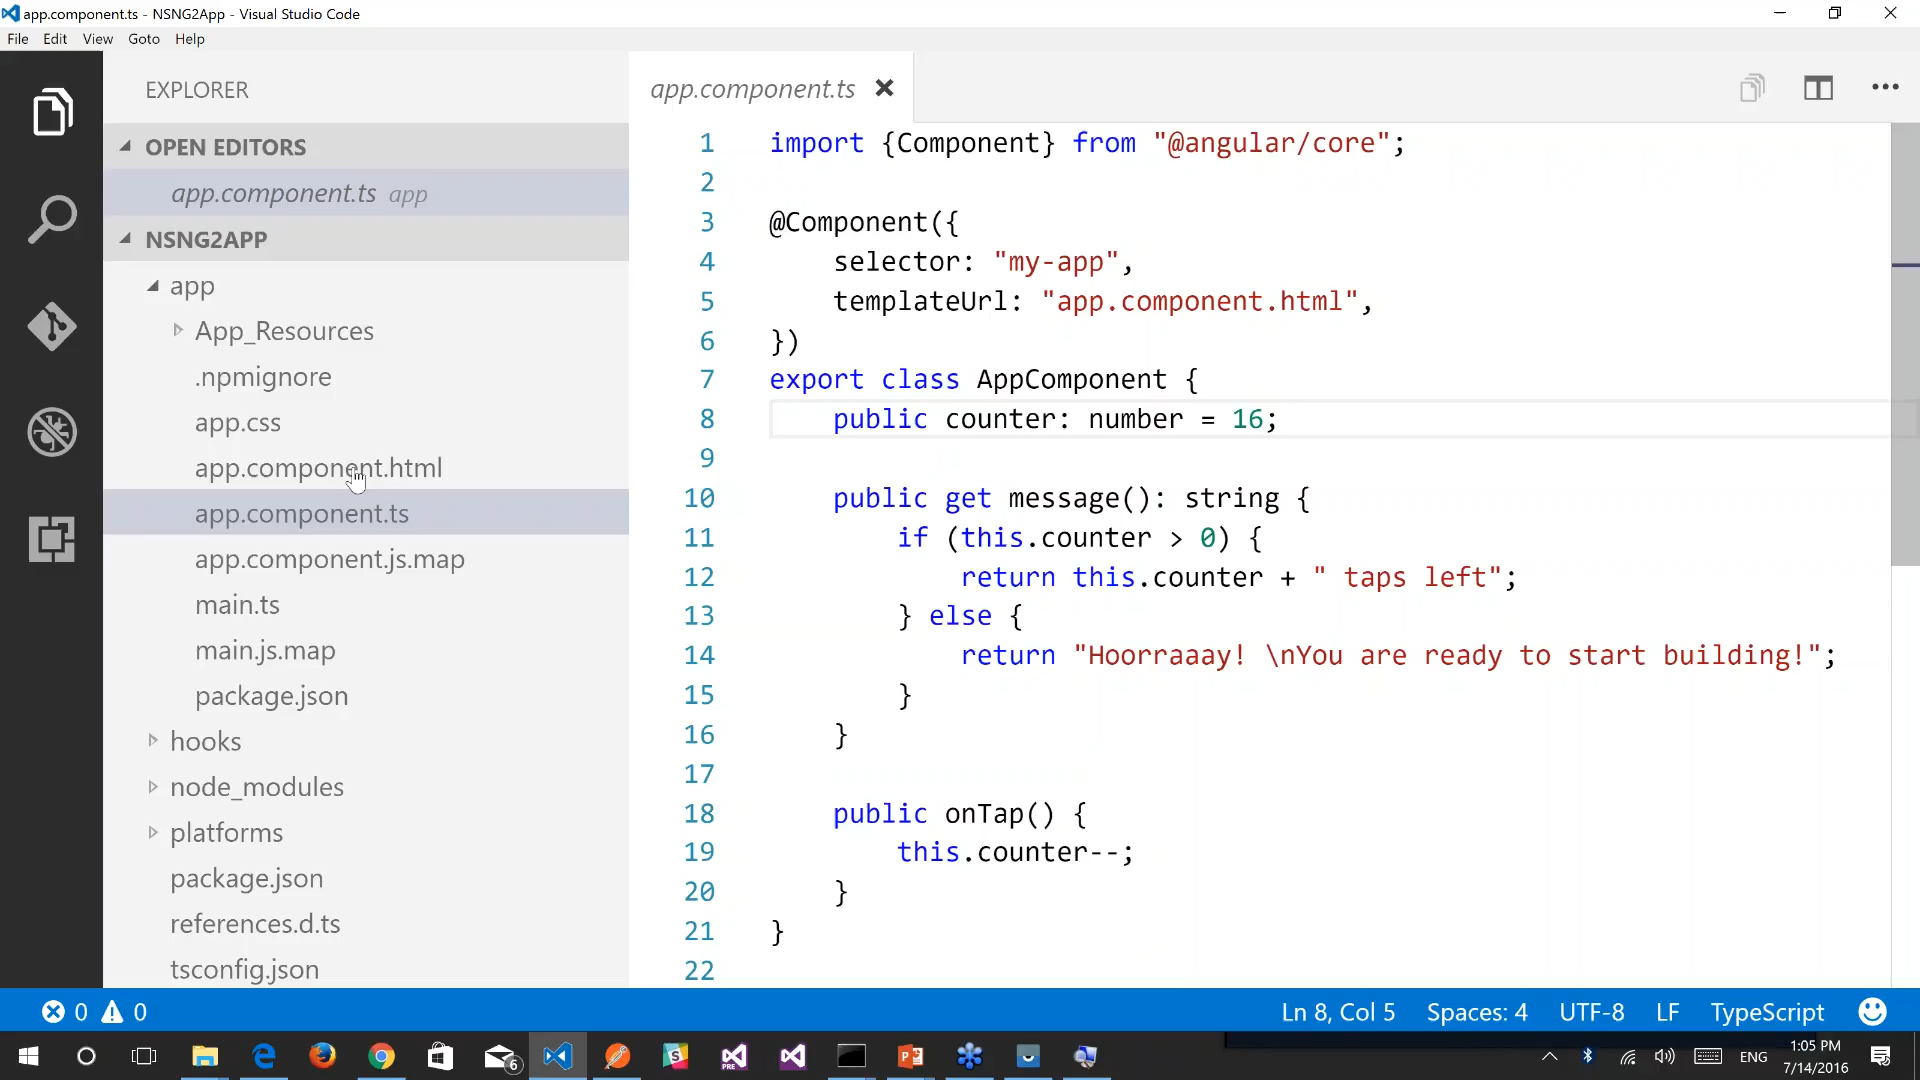 app.component.ts - NSNG2App - Visual Studio Code
File Edit View Goto Help
EXPLORER
OPEN EDITORS
app.component.ts app
NSNG2APP
app
App_Resources
.npmignore
app.css
app.component.html
app.component.ts
app.component.js.map
main.ts
main.js.map
package.json
hooks
node_modules
platforms
package.json
references.d.ts
tsconfig.json
app.component.ts
1 import {Component} from "@angular/core";
2
3 @Component({
4 selector: "my-app",
5 templateUrl: "app.component.html",
6 })
7 export class AppComponent {
8 public counter: number = 16;
9
10 public get message(): string {
11 if (this.counter > 0) {
12 return this.counter + " taps left";
13 } else {
14 return "Hoorraaay! \nYou are ready to start building!";
15 }
16 }
17
18 public onTap() {
19 this.counter--;
20 }
21 }
22
0 0
Ln 8, Col 5 Spaces: 4 UTF-8 LF TypeScript
6
PRE
ENG
1:05 PM
7/14/2016